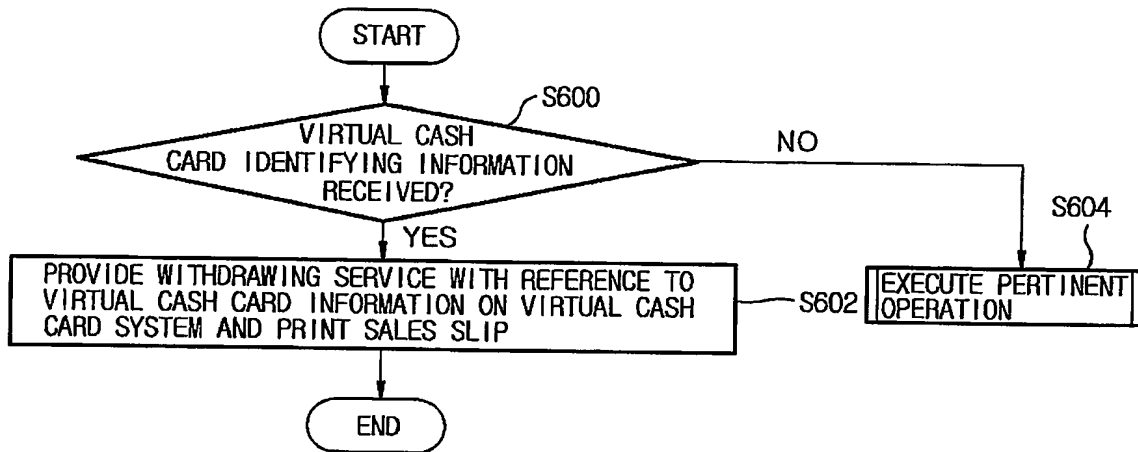 START
S600
VIRTUAL CASH
CARD IDENTIFYING INFORMATION
RECEIVED?
NO
YES
S604
PROVIDE WITHDRAWING SERVICE WITH REFERENCE TO
VIRTUAL CASH CARD INFORMATION ON VIRTUAL CASH
CARD SYSTEM AND PRINT SALES SLIP
S602
EXECUTE PERTINENT
OPERATION
END